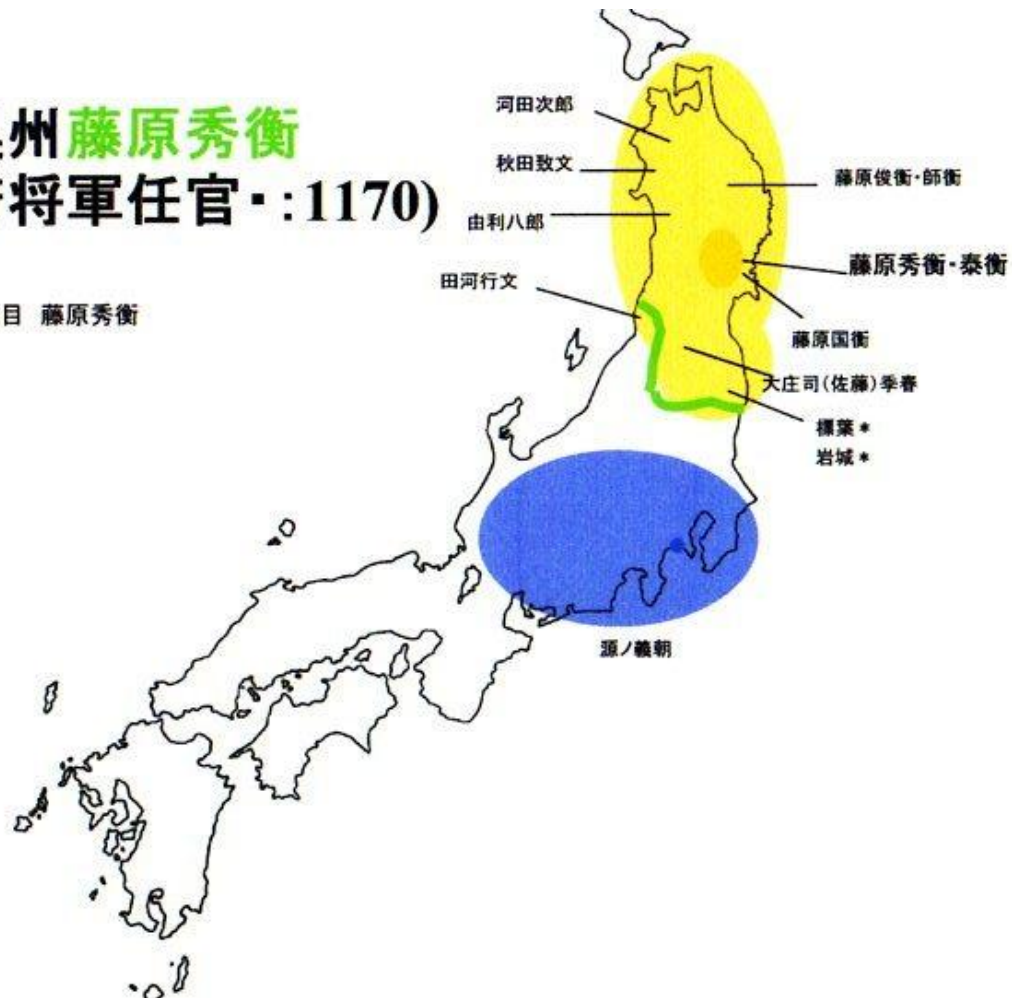 州藤原秀衡
将軍任官・:1170)
目 藤原秀衡
河田次郎
秋田致文
由利八郎
田河行文
藤原俊衡・師衡
藤原秀衡・泰衡
藤原国衡
大庄司(佐藤)季春
標葉*
岩城*
源ノ義朝